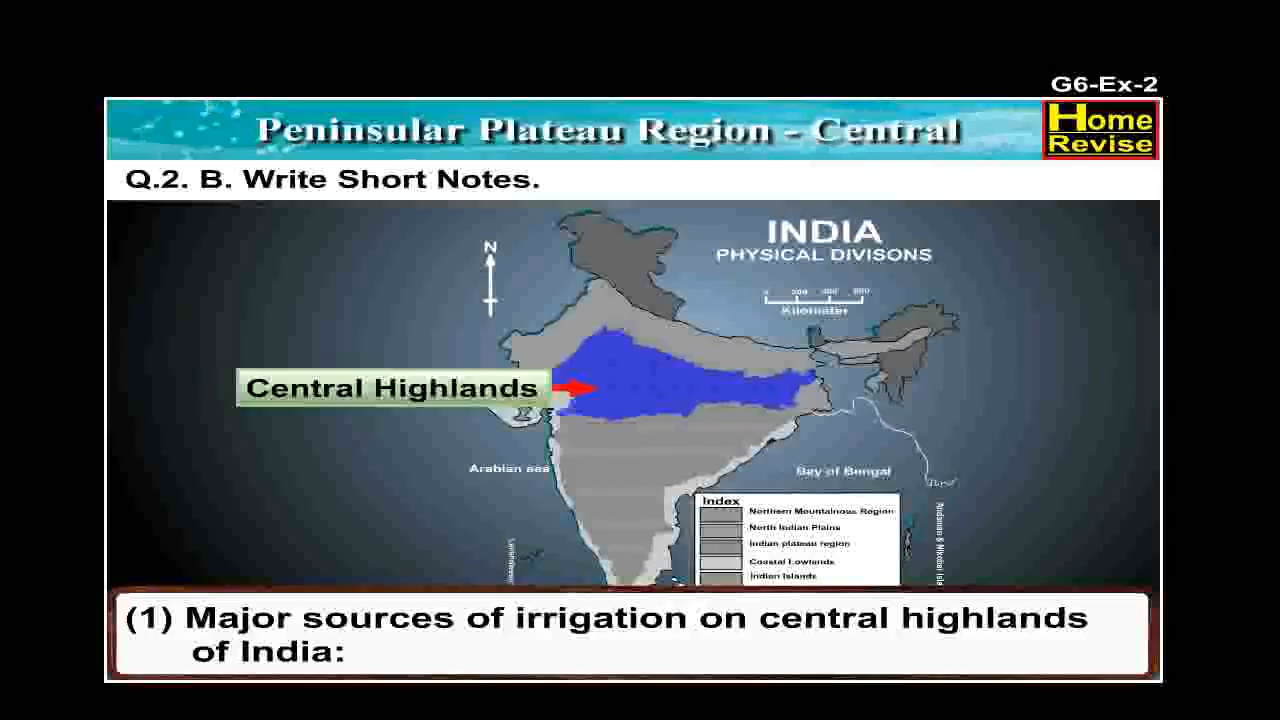 G6-Ex-2
Peninsular Plateau Region - Central
Home
Revise
Q.2. B. Write Short Notes.
INDIA
PHYSICAL DIVISONS
N
Kilometer
Central Highlands
Arabian sea
Bay of Bengal
Index
Northern Mountainous Region
North Indian Plains
Indian plateau region
Coastal Lowlands
Indian Islands
(1) Major sources of irrigation on central highlands
of India: